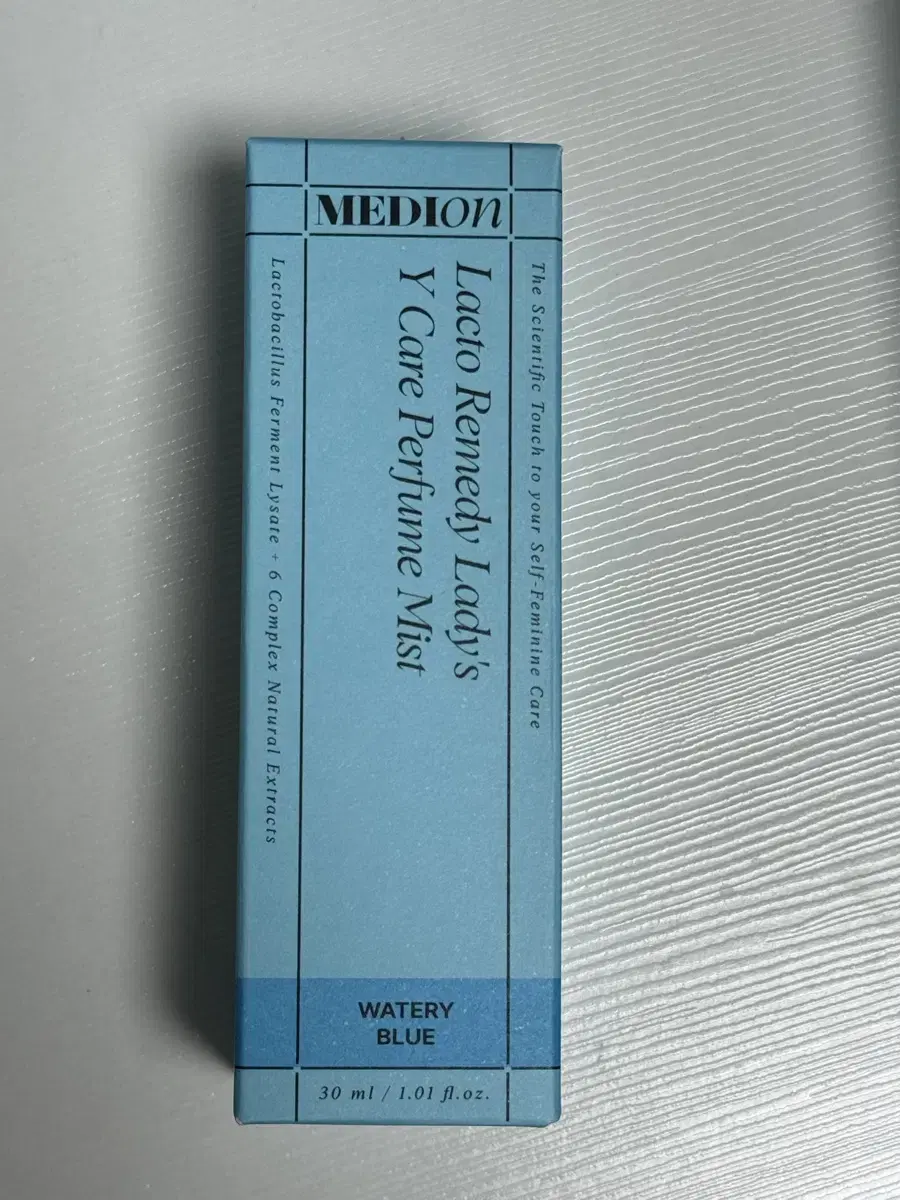 MEDIon
The Scientific Touch to your Self-Feminine Care
Lacto Remedy Lady's
Y Care Perfume Mist
Lactobacillus Ferment Lysate + 6 Complex Natural Extracts
WATERY
BLUE
30 ml / 1.01 fl.oz.